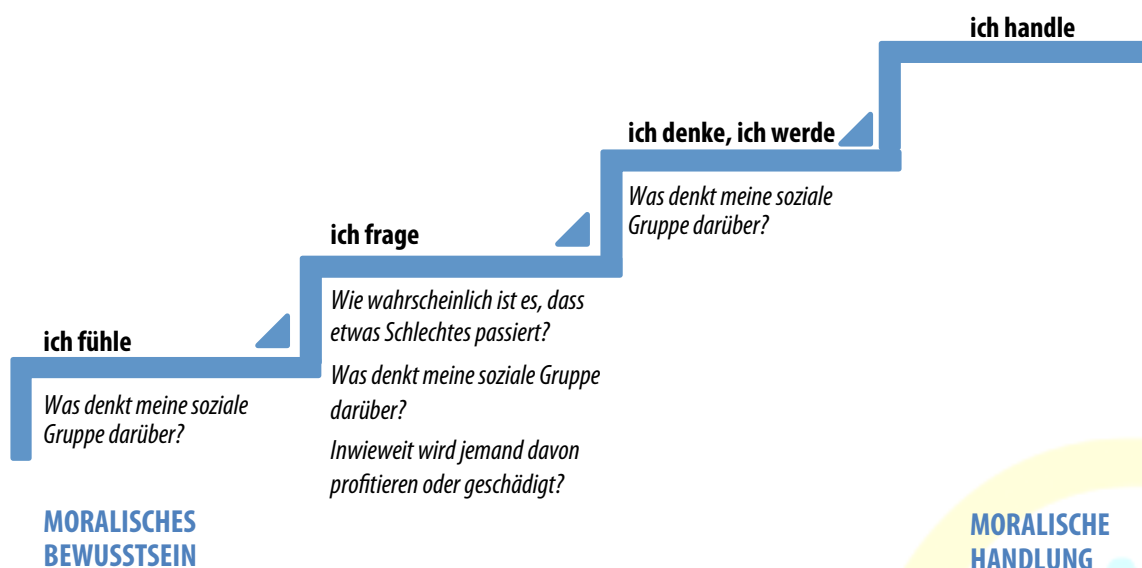 ich handle
ich denke, ich werde
Was denkt meine soziale
Gruppe darüber?
ich frage
Wie wahrscheinlich ist es, dass
etwas Schlechtes passiert?
Was denkt meine soziale Gruppe
darüber?
Inwieweit wird jemand davon
profitieren oder geschädigt?
ich fühle
Was denkt meine soziale
Gruppe darüber?
MORALISCHES
BEWUSSTSEIN
MORALISCHE
HANDLUNG